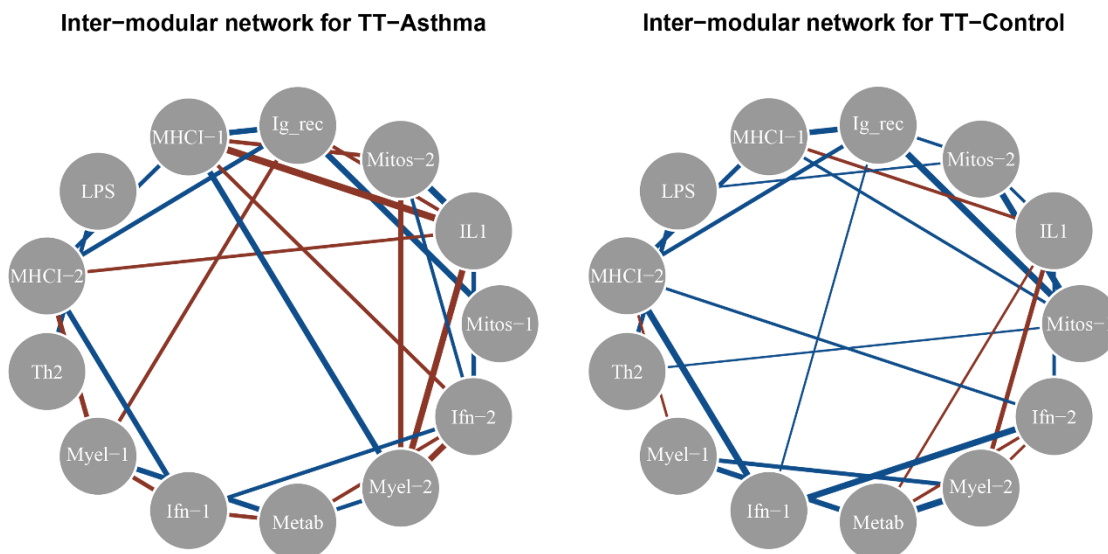 Inter−modular network for TT−Asthma
Inter−modular network for TT−Control
MHCI−1
Ig_rec
Mitos−2
LPS
IL1
MHCI−2
Mitos−1
Th2
Ifn−2
Myel−1
Myel−2
Ifn−1
Metab
MHCI−1
Ig_rec
Mitos−2
LPS
IL1
MHCI−2
Mitos−
Th2
Ifn−2
Myel−1
Myel−2
Ifn−1
Metab